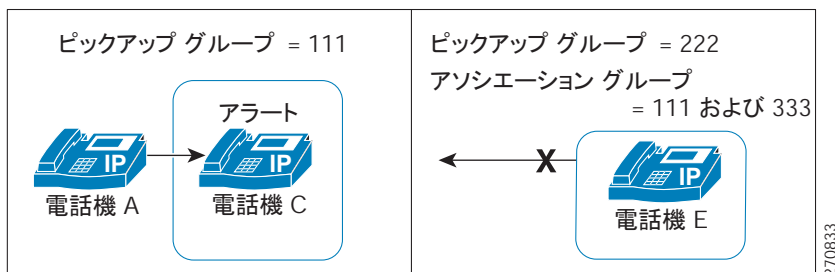 ピックアップ グループ = 111
アラート
IP
IP
電話機 A
電話機 C
ピックアップ グループ = 222
アソシエーション グループ
= 111 および 333
X
IP
電話機 E
270833